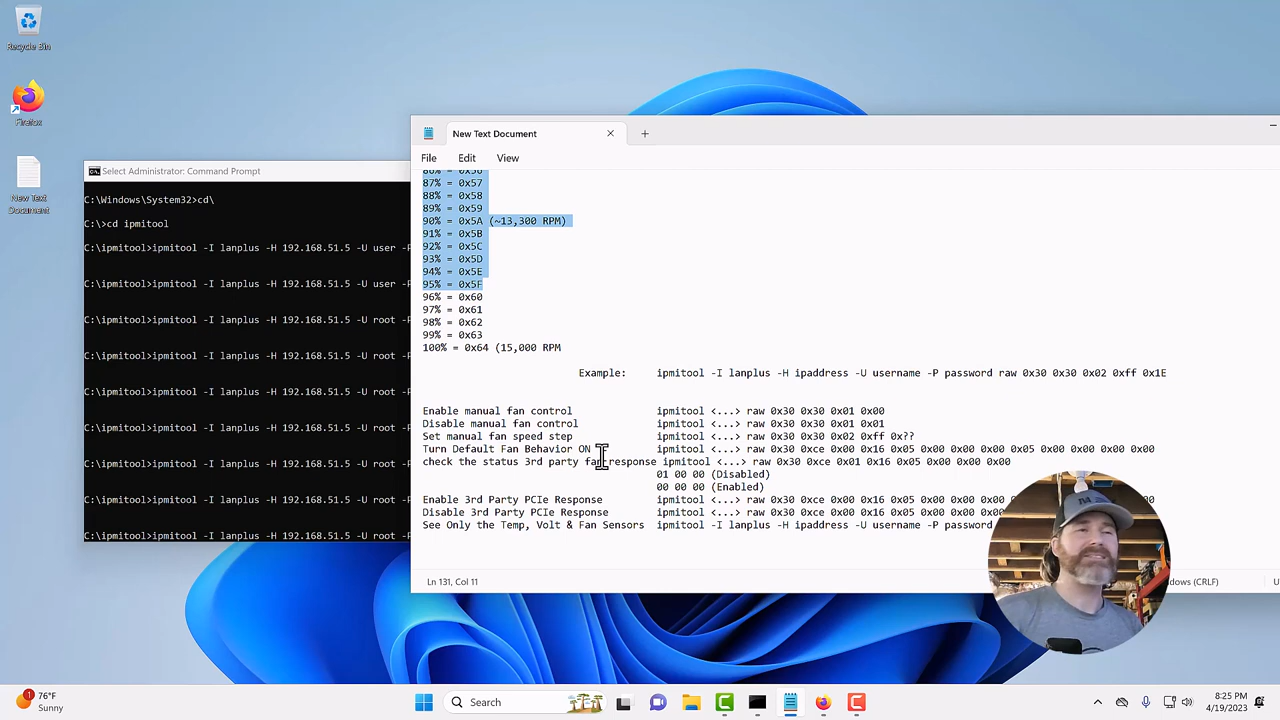 Recycle Bin
Firefox
New Text
Document
Select Administrator: Command Prompt
C:\Windows\System32>cd\
C:\>cd ipmitool
C:\ipmitool>ipmitool -I lanplus -H 192.168.51.5 -U user -P
C:\ipmitool>ipmitool -I lanplus -H 192.168.51.5 -U user -P
C:\ipmitool>ipmitool -I lanplus -H 192.168.51.5 -U root -P
C:\ipmitool>ipmitool -I lanplus -H 192.168.51.5 -U root -P
C:\ipmitool>ipmitool -I lanplus -H 192.168.51.5 -U root -P
C:\ipmitool>ipmitool -I lanplus -H 192.168.51.5 -U root -P
C:\ipmitool>ipmitool -I lanplus -H 192.168.51.5 -U root -P
C:\ipmitool>ipmitool -I lanplus -H 192.168.51.5 -U root -P
C:\ipmitool>ipmitool -I lanplus -H 192.168.51.5 -U root -P
New Text Document
File Edit View
86% = 0x56
87% = 0x57
88% = 0x58
89% = 0x59
90% = 0x5A (~13,300 RPM)
91% = 0x5B
92% = 0x5C
93% = 0x5D
94% = 0x5E
95% = 0x5F
96% = 0x60
97% = 0x61
98% = 0x62
99% = 0x63
100% = 0x64 (15,000 RPM
Example: ipmitool -I lanplus -H ipaddress -U username -P password raw 0x30 0x30 0x02 0xff 0x1E
Enable manual fan control ipmitool <...> raw 0x30 0x30 0x01 0x00
Disable manual fan control ipmitool <...> raw 0x30 0x30 0x01 0x01
Set manual fan speed step ipmitool <...> raw 0x30 0x30 0x02 0xff 0x??
Turn Default Fan Behavior ON ipmitool <...> raw 0x30 0xce 0x00 0x16 0x05 0x00 0x00 0x00 0x05 0x00 0x00 0x00 0x00
check the status 3rd party fan response ipmitool <...> raw 0x30 0xce 0x01 0x16 0x05 0x00 0x00 0x00
01 00 00 (Disabled)
00 00 00 (Enabled)
Enable 3rd Party PCIe Response ipmitool <...> raw 0x30 0xce 0x00 0x16 0x05 0x00 0x00 0x00
Disable 3rd Party PCIe Response ipmitool <...> raw 0x30 0xce 0x00 0x16 0x05 0x00 0x00 0x00
See Only the Temp, Volt & Fan Sensors ipmitool -I lanplus -H ipaddress -U username -P password
Ln 131, Col 11
(CRLF)
1
76°F
Sunny
Search
8:25 PM
4/19/2023